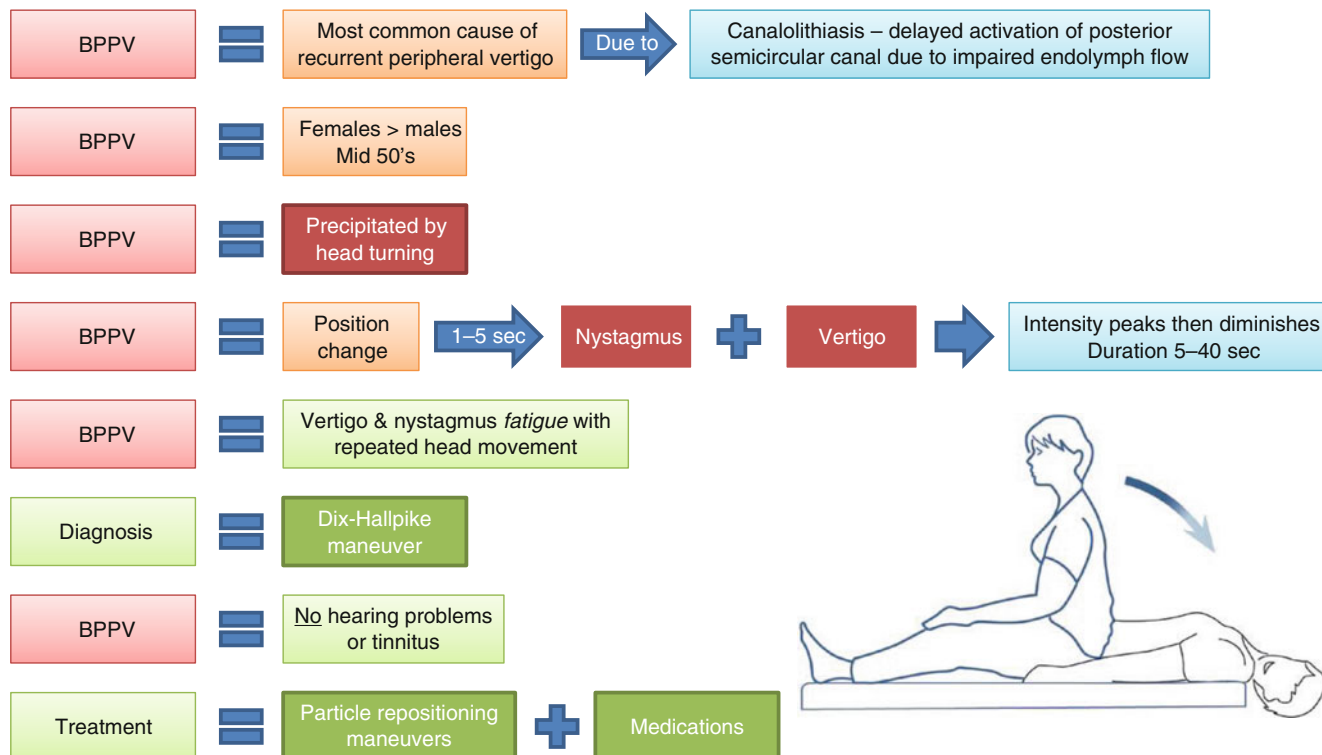 BPPV
Most common cause of
recurrent peripheral vertigo
Due to
Canalolithiasis – delayed activation of posterior
semicircular canal due to impaired endolymph flow
BPPV
Females > males
Mid 50's
BPPV
Precipitated by
head turning
BPPV
Position
change
1–5 sec
Nystagmus
Vertigo
Intensity peaks then diminishes
Duration 5–40 sec
BPPV
Vertigo & nystagmus fatigue with
repeated head movement
Diagnosis
Dix-Hallpike
maneuver
BPPV
No hearing problems
or tinnitus
Treatment
Particle repositioning
maneuvers
Medications